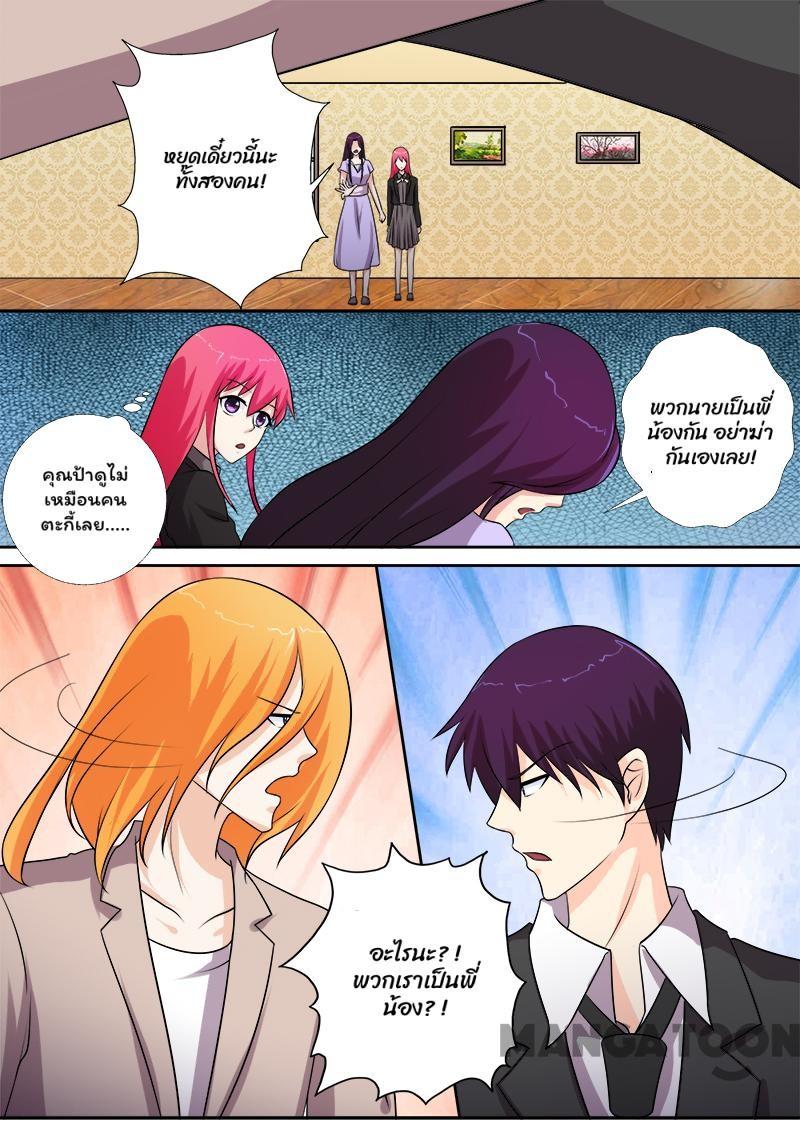 หยุดเดี๋ยวนี้นะ
ทั้งสองคน!
พวกนายเป็นพี่
น้องกัน อย่าฆ่า
กันเองเลย!
คุณป้าดูไม่
เหมือนคน
ตะกี้เลย.....
อะไรนะ?!
พวกเราเป็นพี่
น้อง?!
MANGATOON